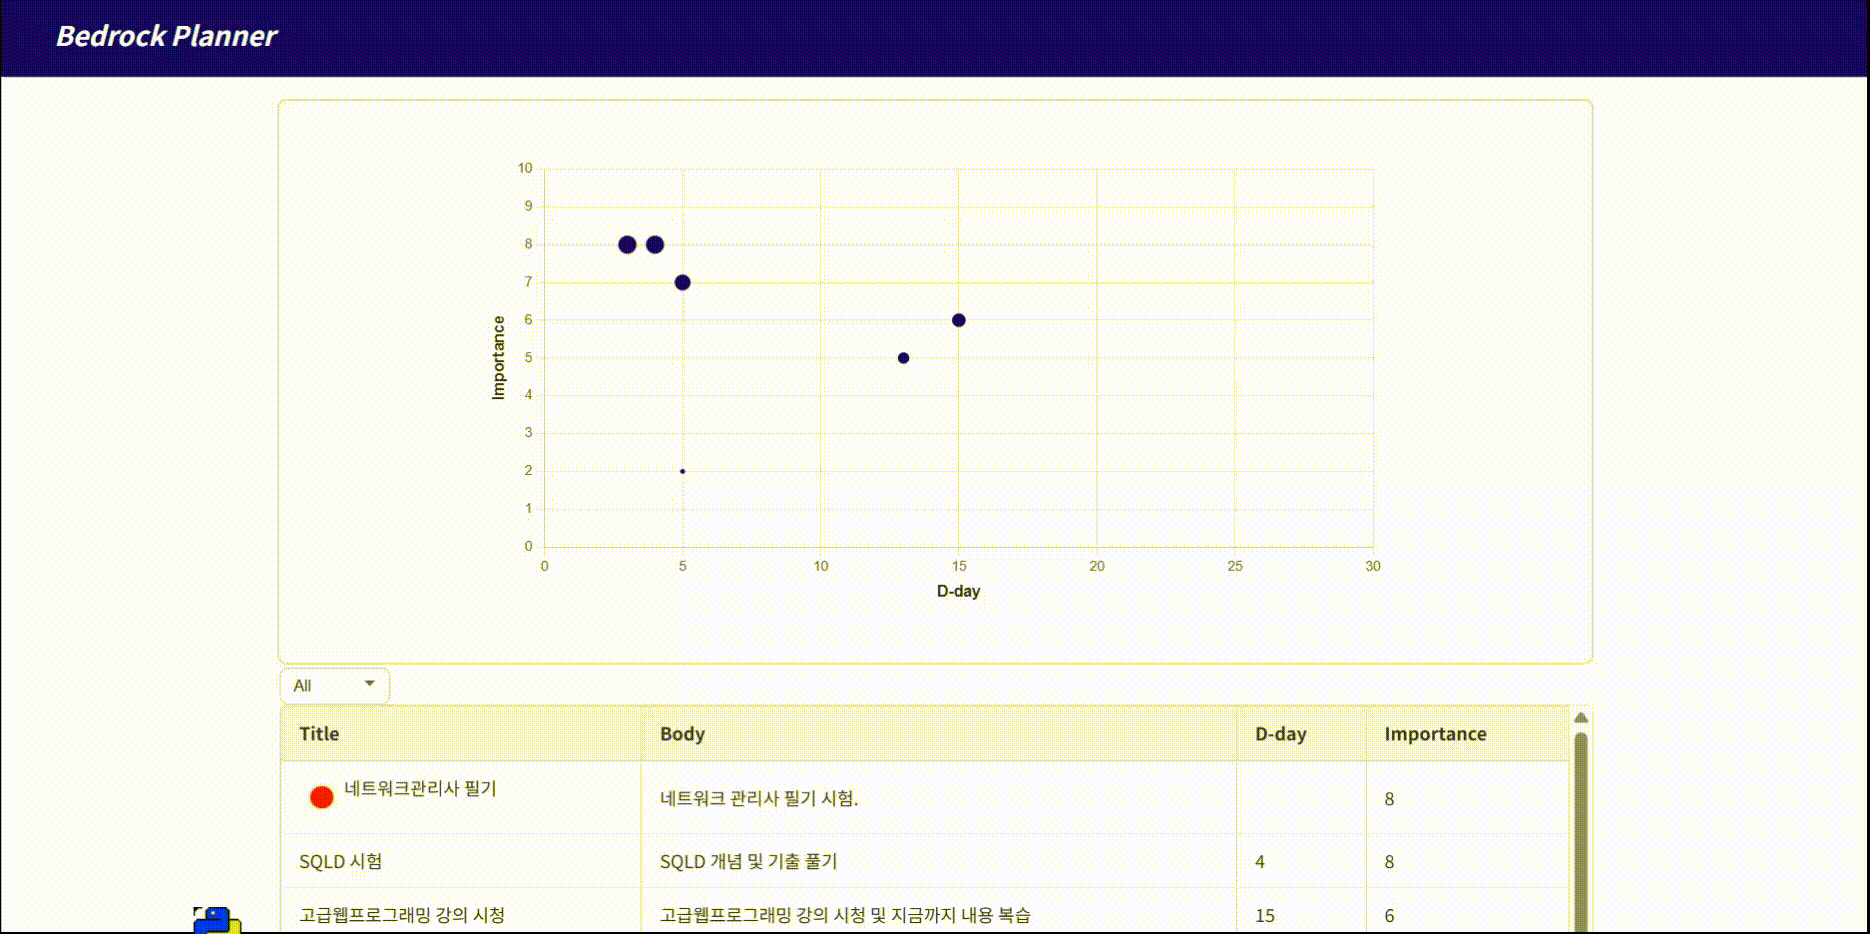 Bedrock Planner
10
9
8
7
6
5
4
3
2
1
0
Importance
0 5 10 15 20 25 30
D-day
All
Title Body D-day Importance
네트워크관리사 필기 네트워크 관리사 필기 시험. 8
SQLD 시험 SQLD 개념 및 기출 풀기 4 8
고급웹프로그래밍 강의 시청 고급웹프로그래밍 강의 시청 및 지금까지 내용 복습 15 6